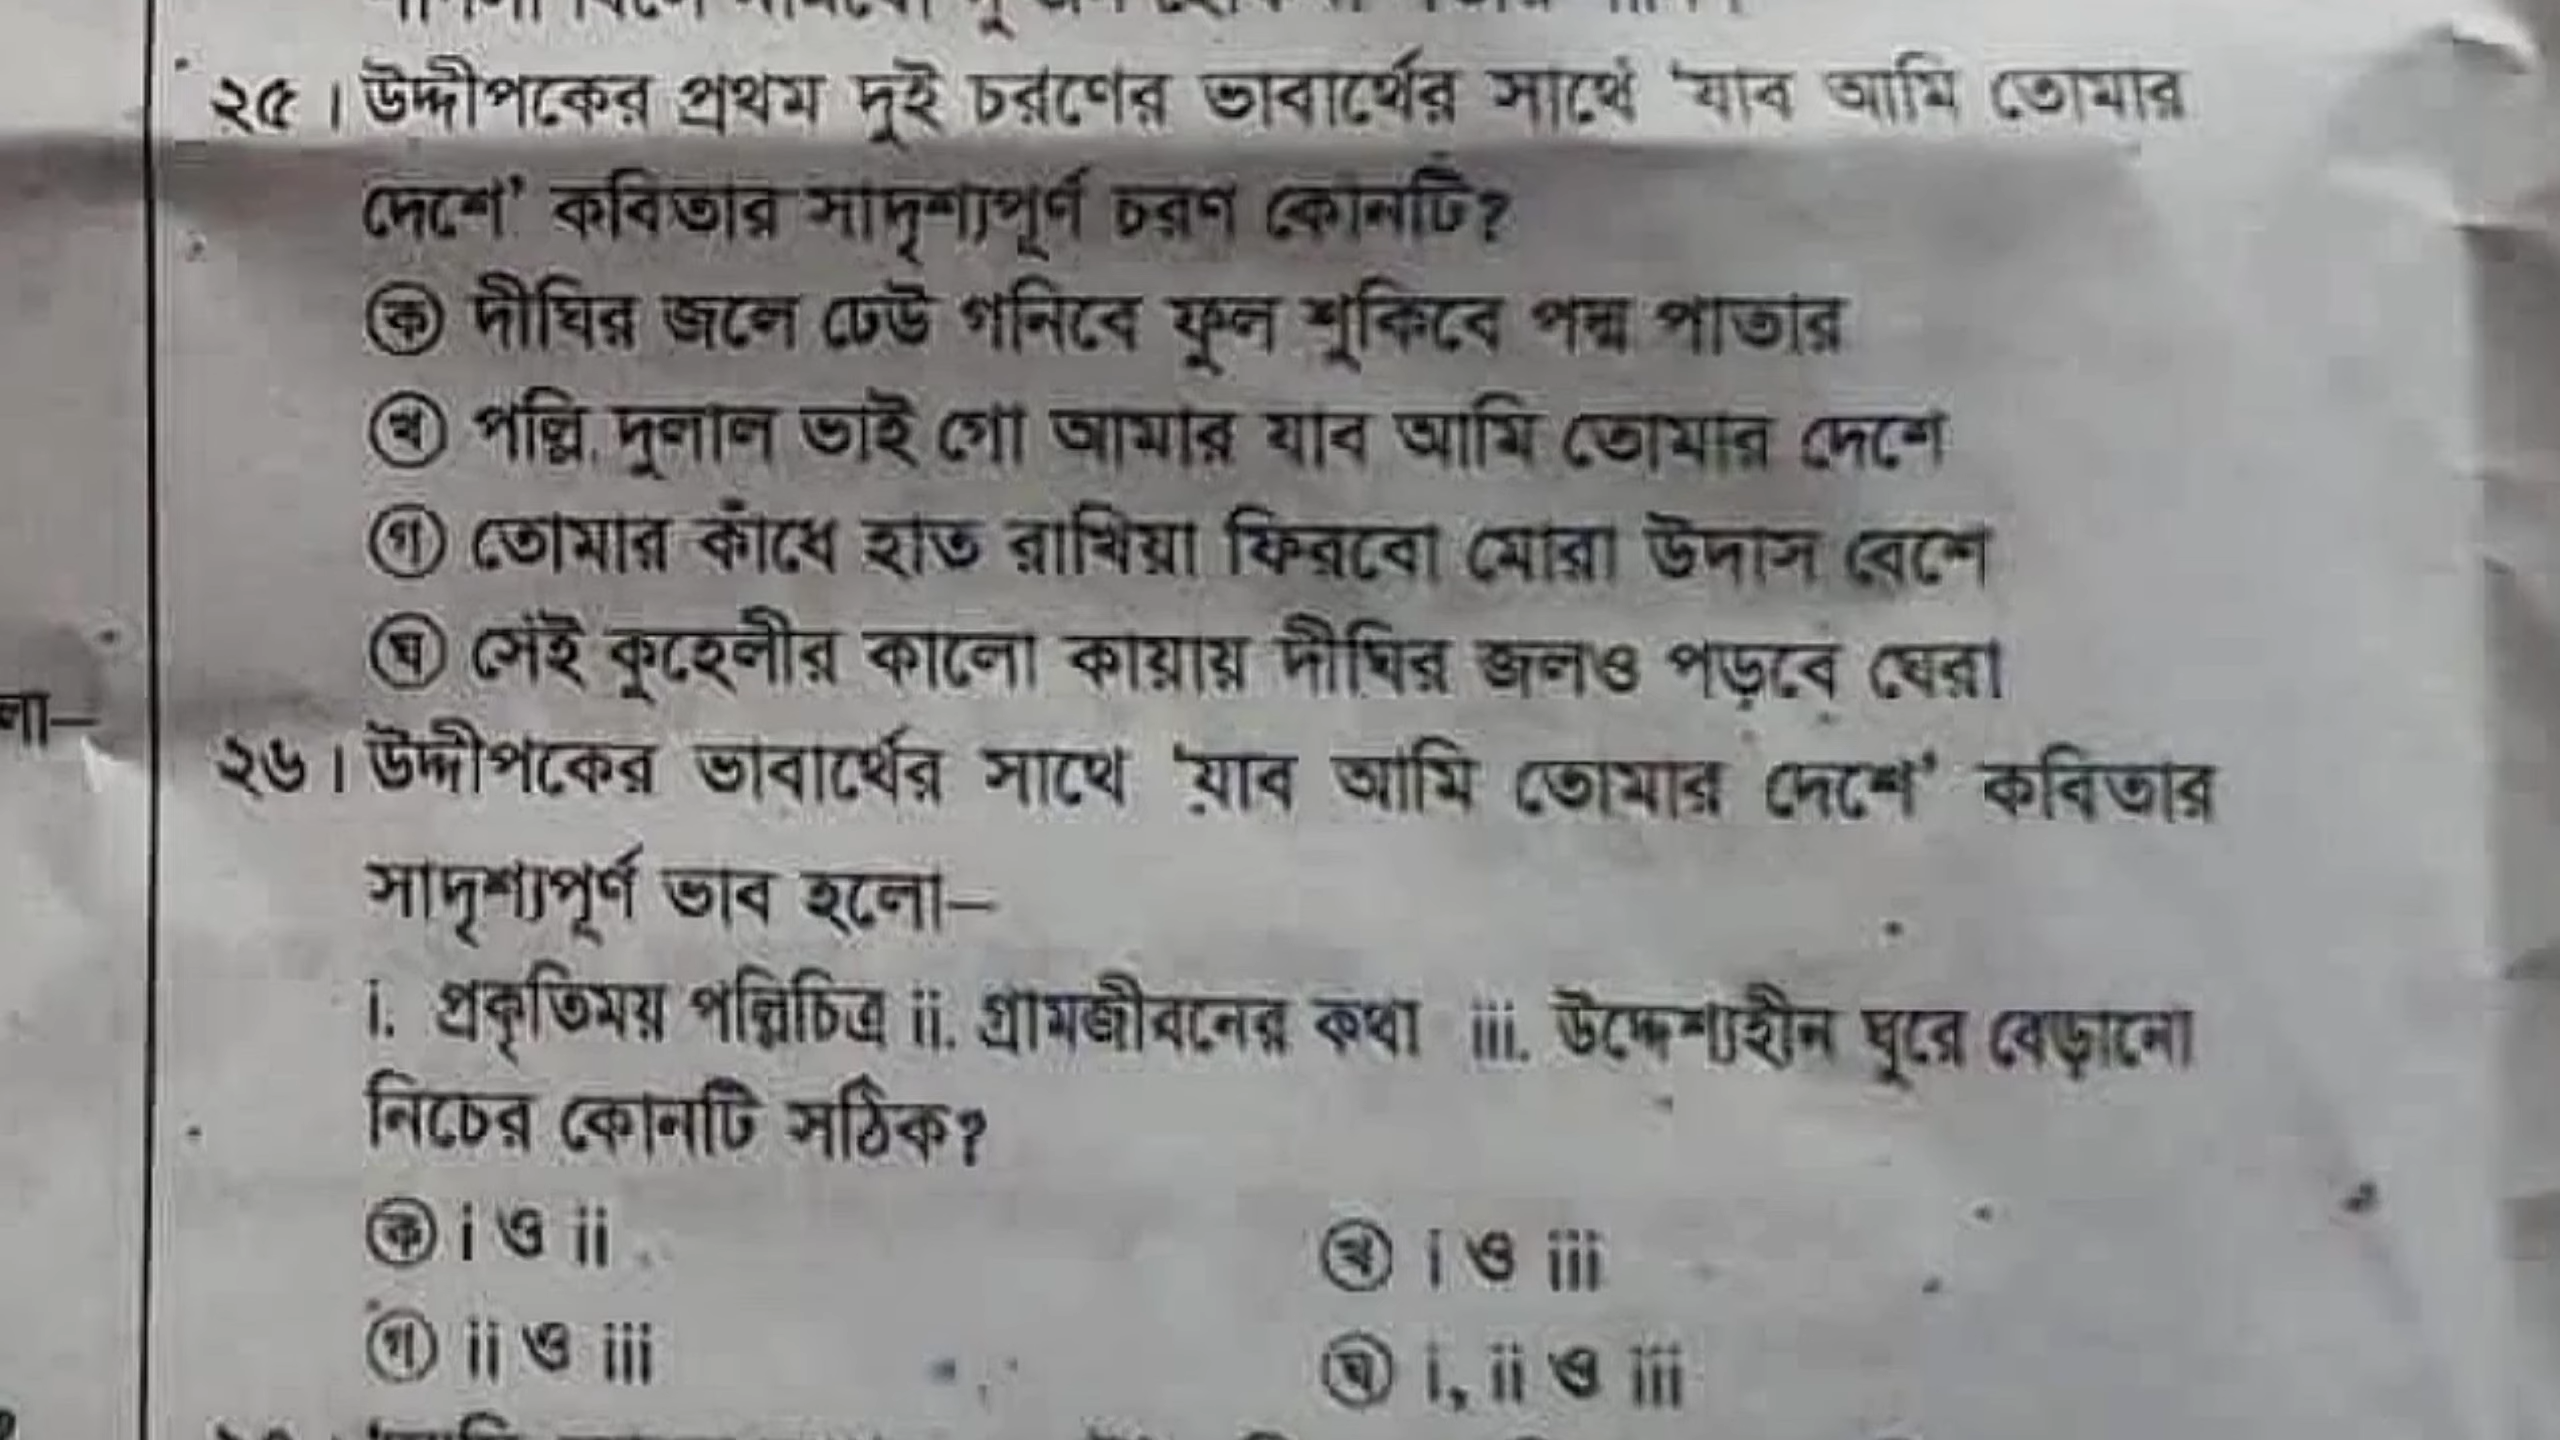 ২৫। উদ্দীপকের প্রথম দুই চরণের ভাবার্থের সাথে 'যাব আমি তোমার
দেশে' কবিতার সাদৃশ্যপূর্ণ চরণ কোনটি?
ক দীঘির জলে ঢেউ গনিবে ফুল শুকিবে পদ্ম পাতার
খ পল্লি দুলাল ভাই গো আমার যাব আমি তোমার দেশে
গ তোমার কাঁধে হাত রাখিয়া ফিরবো মোরা উদাস বেশে
ঘ সেই কুহেলীর কালো কায়ায় দীঘির জলও পড়বে ঘেরা
লা—
২৬। উদ্দীপকের ভাবার্থের সাথে 'যাব আমি তোমার দেশে' কবিতার
সাদৃশ্যপূর্ণ ভাব হলো—
i. প্রকৃতিময় পল্লিচিত্র ii. গ্রামজীবনের কথা iii. উদ্দেশ্যহীন ঘুরে বেড়ানো
নিচের কোনটি সঠিক?
ক i ও ii
খ i ও iii
গ ii ও iii
ঘ i, ii ও iii